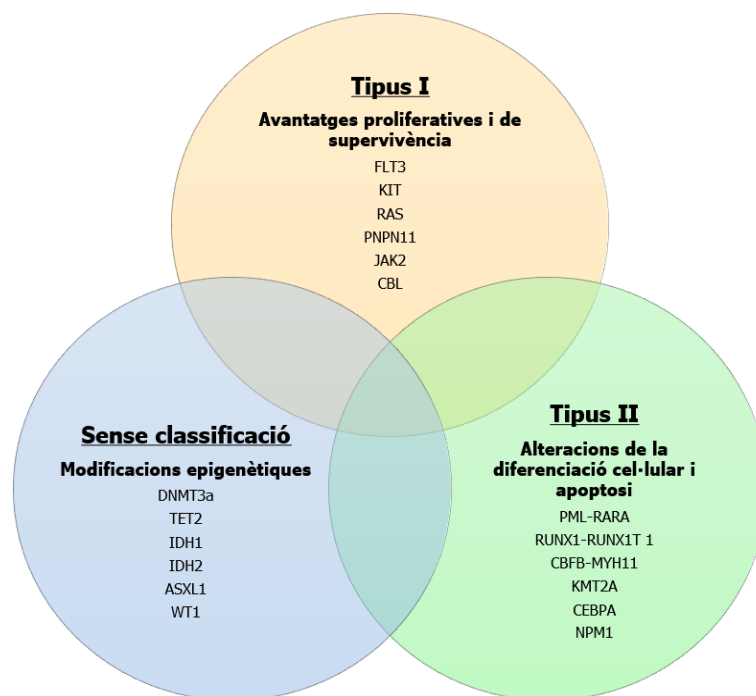 Tipus I
Avantatges proliferatives i de
supervivència
FLT3
KIT
RAS
PNPN11
JAK2
CBL
Sense classificació
Modificacions epigenètiques
DNMT3a
TET2
IDH1
IDH2
ASXL1
WT1
Tipus II
Alteracions de la
diferenciació cel·lular i
apoptosi
PML-RARA
RUNX1-RUNX1T 1
CBFB-MYH11
KMT2A
CEBPA
NPM1